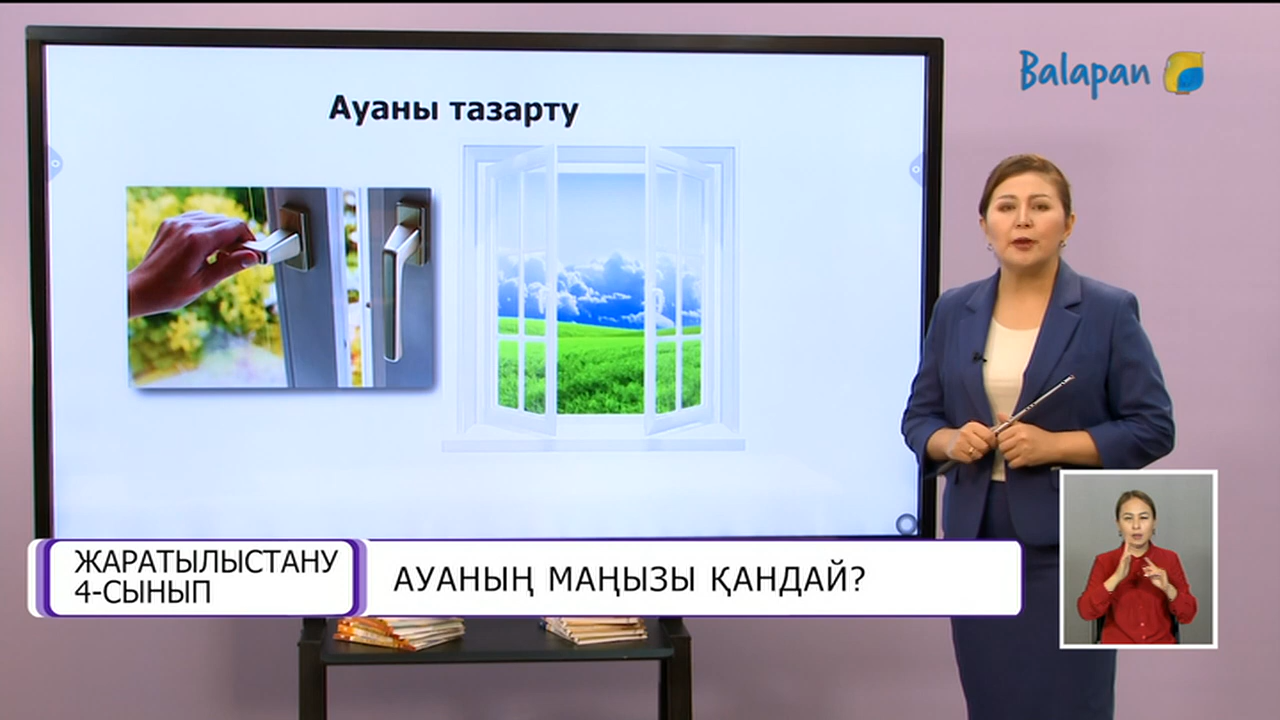 Balapan
Ауаны тазарту
ЖАРАТЫЛЫСТАНУ
4-СЫНЫП
АУАНЫҢ МАҢЫЗЫ ҚАНДАЙ?